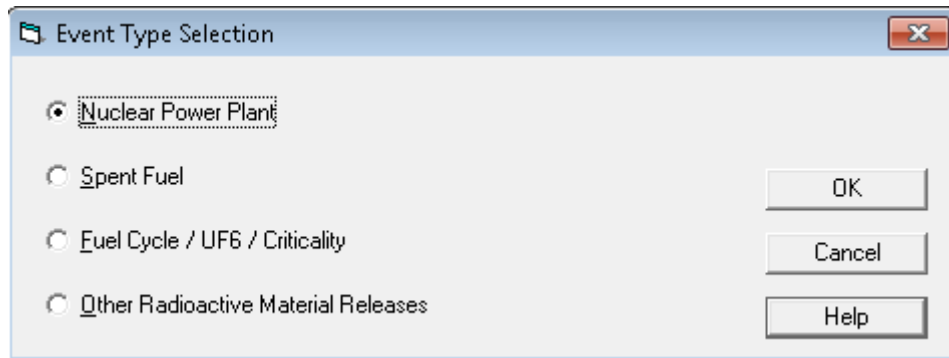 Event Type Selection
Nuclear Power Plant
Spent Fuel
Fuel Cycle / UF6 / Criticality
Other Radioactive Material Releases
OK
Cancel
Help